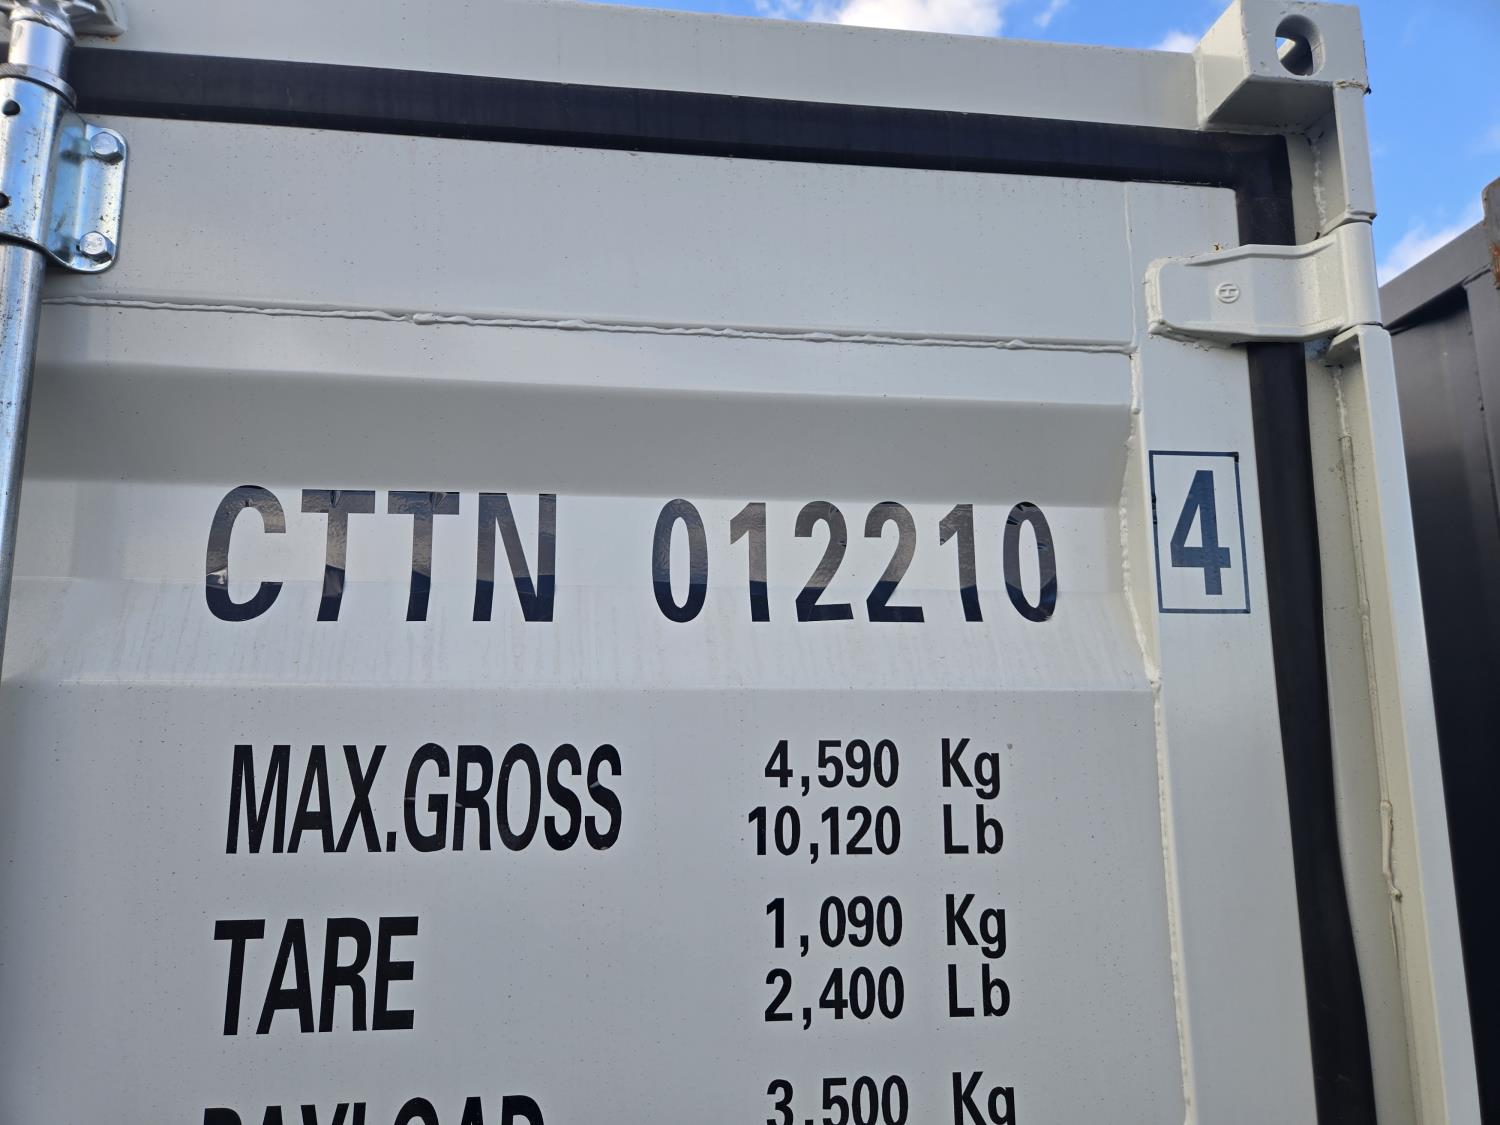 CTTN 012210 4
MAX.GROSS 4,590 Kg
10,120 Lb
TARE 1,090 Kg
2,400 Lb
PAYLOAD 3,500 Kg